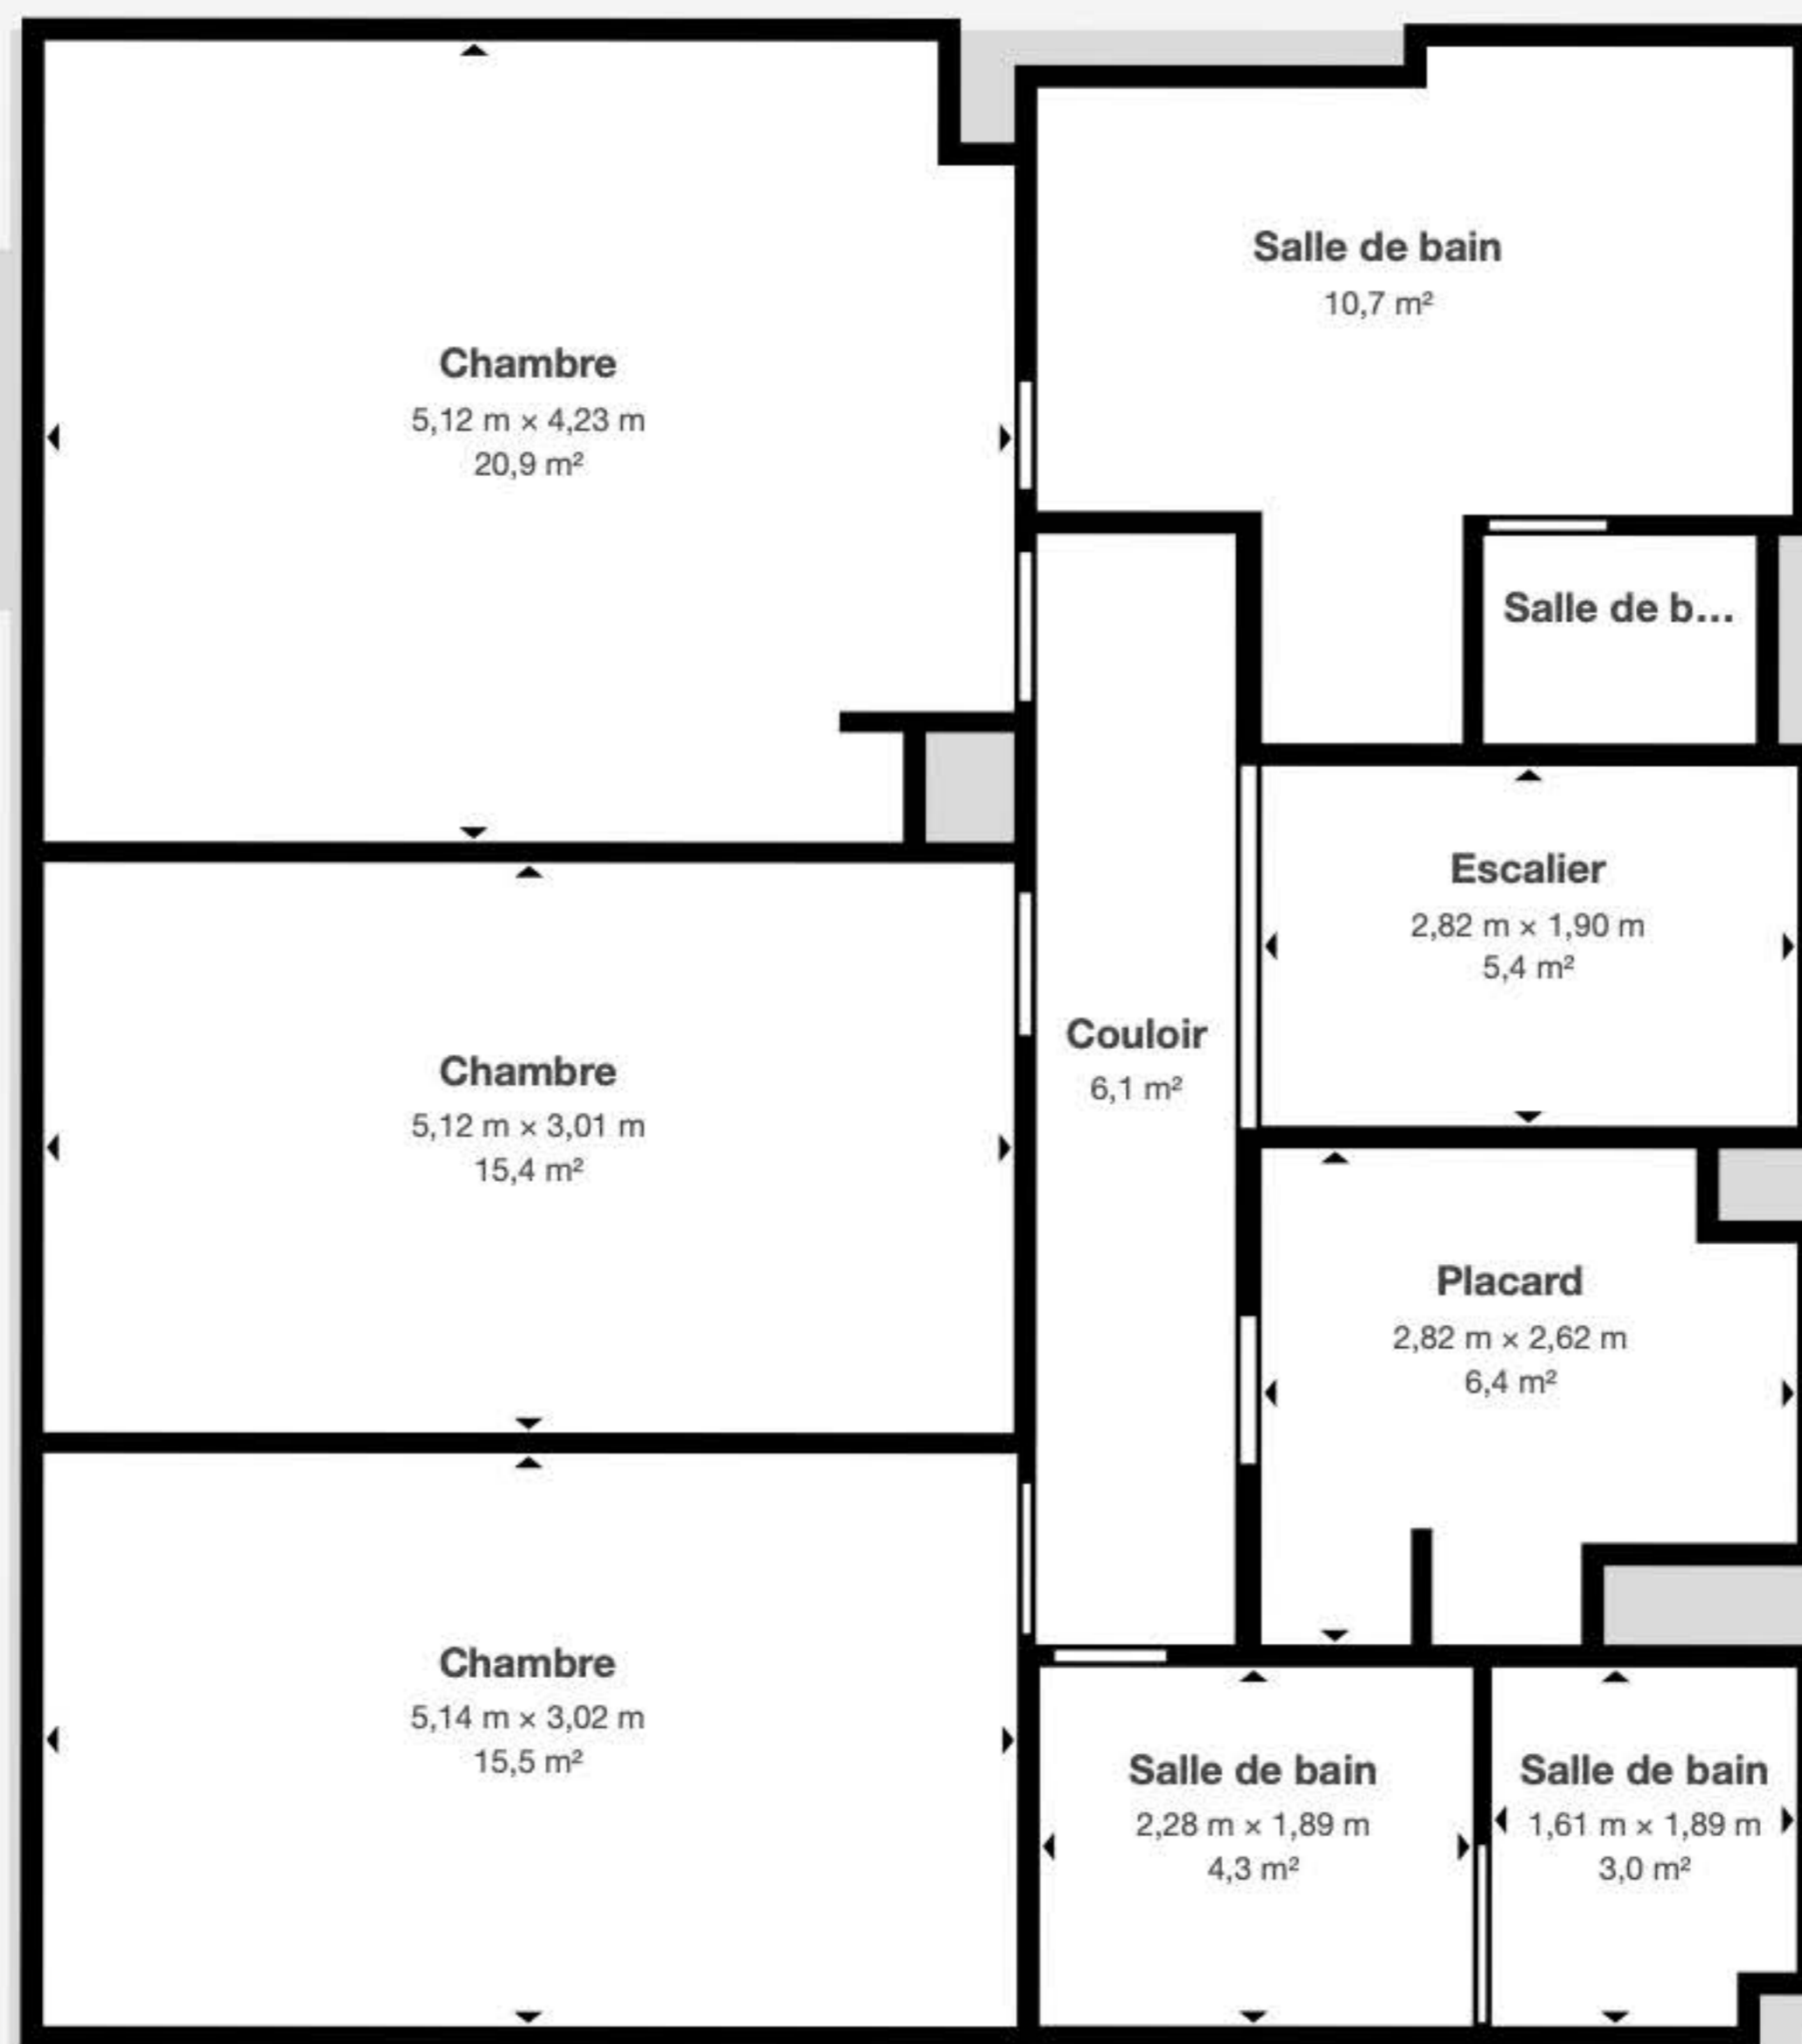 Salle de bain
10,7 m²
Chambre
5,12 m × 4,23 m
20,9 m²
Salle de b...
Escalier
2,82 m × 1,90 m
5,4 m²
Couloir
6,1 m²
Chambre
5,12 m × 3,01 m
15,4 m²
Placard
2,82 m × 2,62 m
6,4 m²
Chambre
5,14 m × 3,02 m
15,5 m²
Salle de bain
2,28 m × 1,89 m
4,3 m²
Salle de bain
1,61 m × 1,89 m
3,0 m²